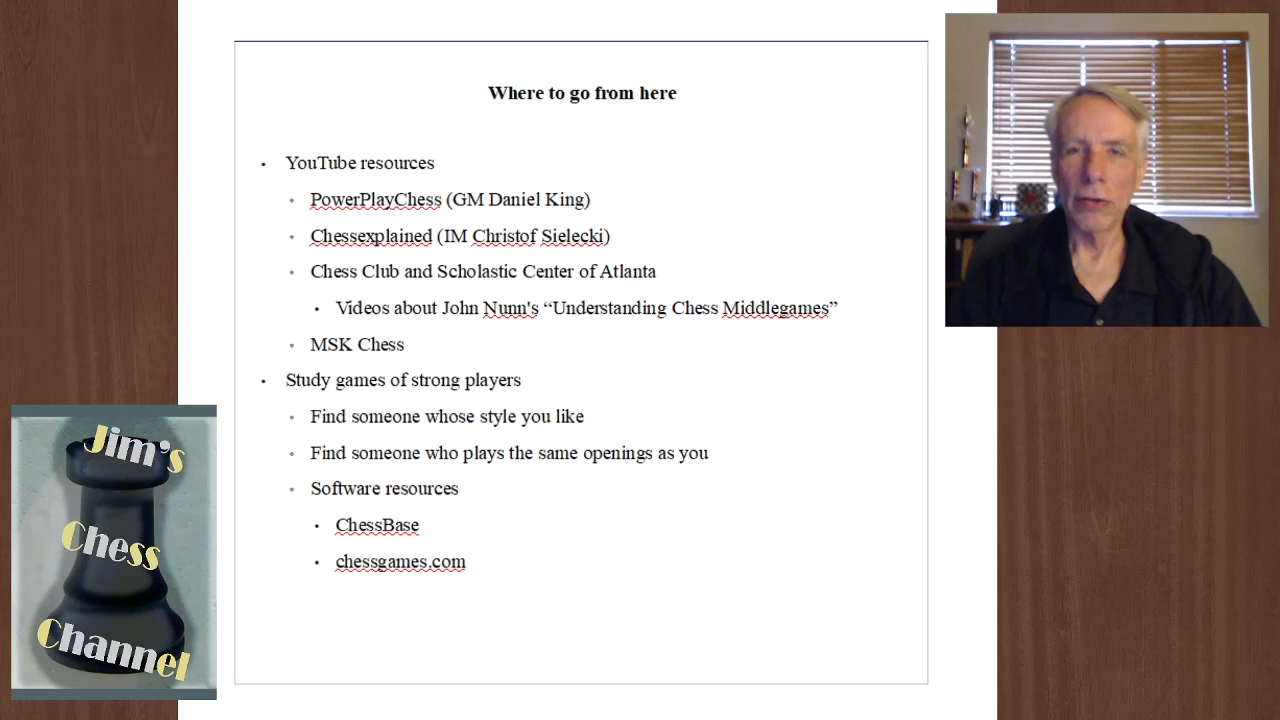 Where to go from here
YouTube resources
PowerPlayChess (GM Daniel King)
Chessexplained (IM Christof Sielecki)
Chess Club and Scholastic Center of Atlanta
Videos about John Nunn's “Understanding Chess Middlegames”
MSK Chess
Study games of strong players
Find someone whose style you like
Find someone who plays the same openings as you
Software resources
ChessBase
chessgames.com
Jim's
Chess
Channel